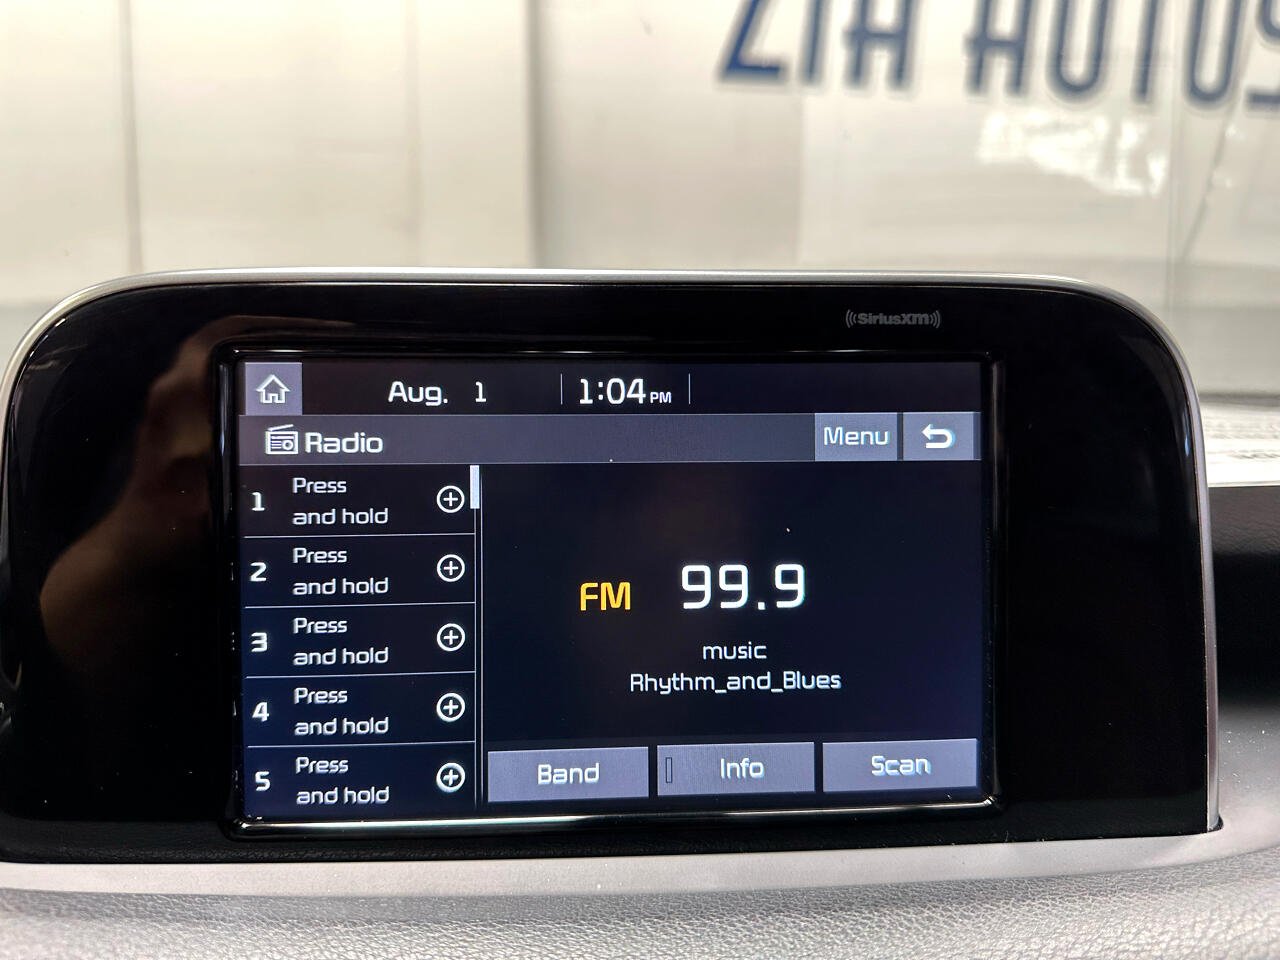 ZIA AUTOS
SiriusXM
Aug. 1 1:04 PM
Radio
Menu
1 Press
and hold
2 Press
and hold
3 Press
and hold
4 Press
and hold
5 Press
and hold
FM 99.9
music
Rhythm_and_Blues
Band Info Scan